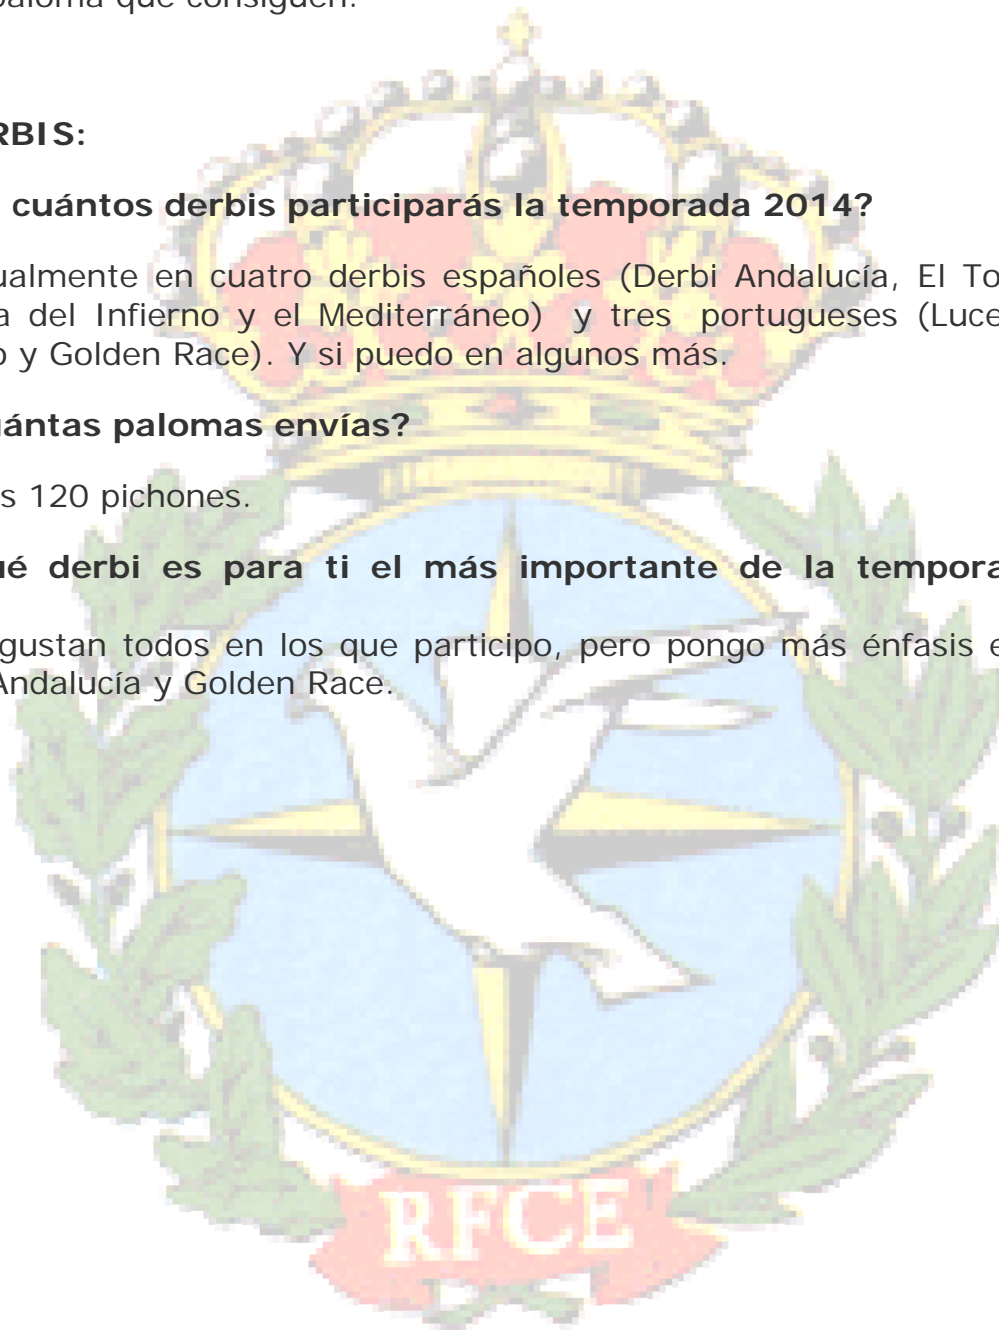 paloma que consiguen.
RBIS:
cuántos derbis participarás la temporada 2014?
ualmente en cuatro derbis españoles (Derbi Andalucía, El To
a del Infierno y el Mediterráneo) y tres portugueses (Luce
o y Golden Race). Y si puedo en algunos más.
uántas palomas envías?
s 120 pichones.
ué derbi es para ti el más importante de la tempora
gustan todos en los que participo, pero pongo más énfasis e
Andalucía y Golden Race.
RFCE